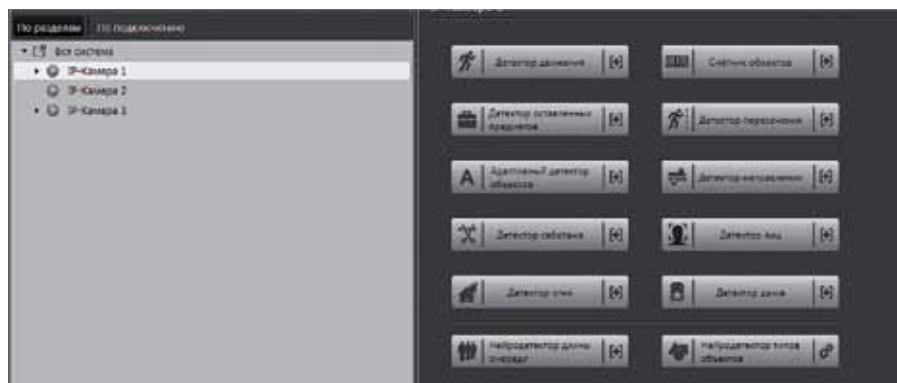 По разделам По подключению
Вся система
IP-Камера 1
IP-Камера 2
IP-Камера 3
Детектор движения
Счётчик объектов
Детектор оставленных
предметов
Детектор пересечения
Адаптивный детектор
объектов
Детектор направления
Детектор саботажа
Детектор лиц
Детектор огня
Детектор дыма
Нейродетектор длины
очереди
Нейродетектор типов
объектов